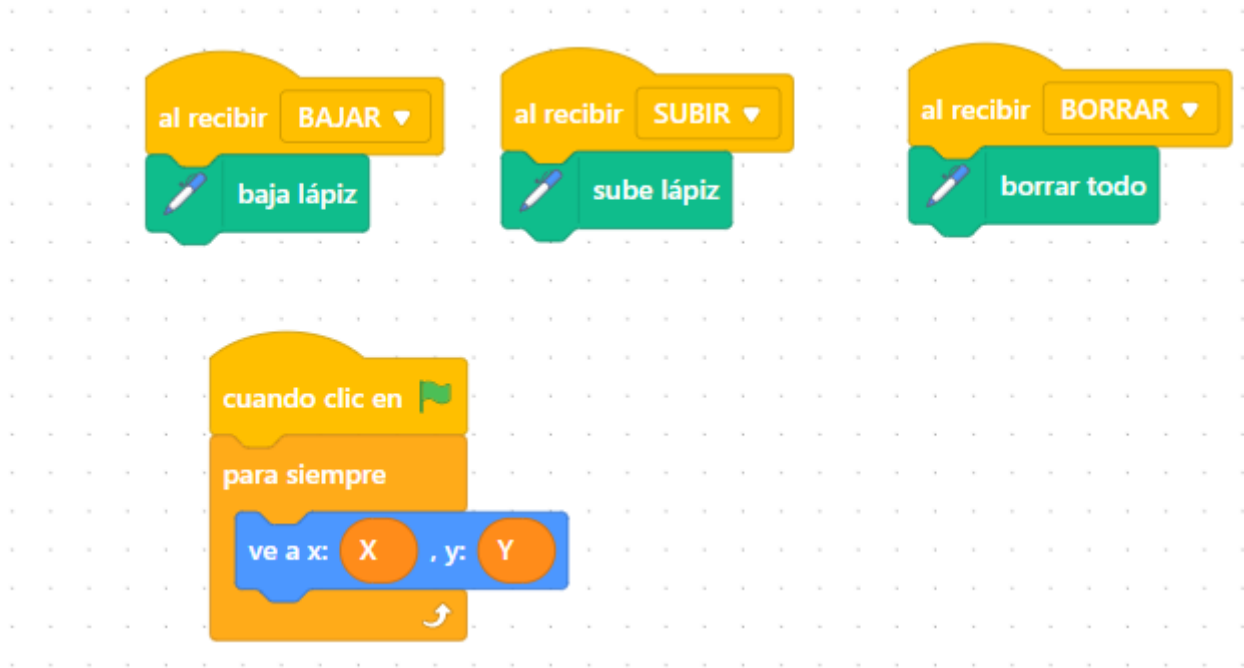 al recibir BAJAR
baja lápiz
al recibir SUBIR
sube lápiz
al recibir BORRAR
borrar todo
cuando clic en
para siempre
ve a x: X , y: Y